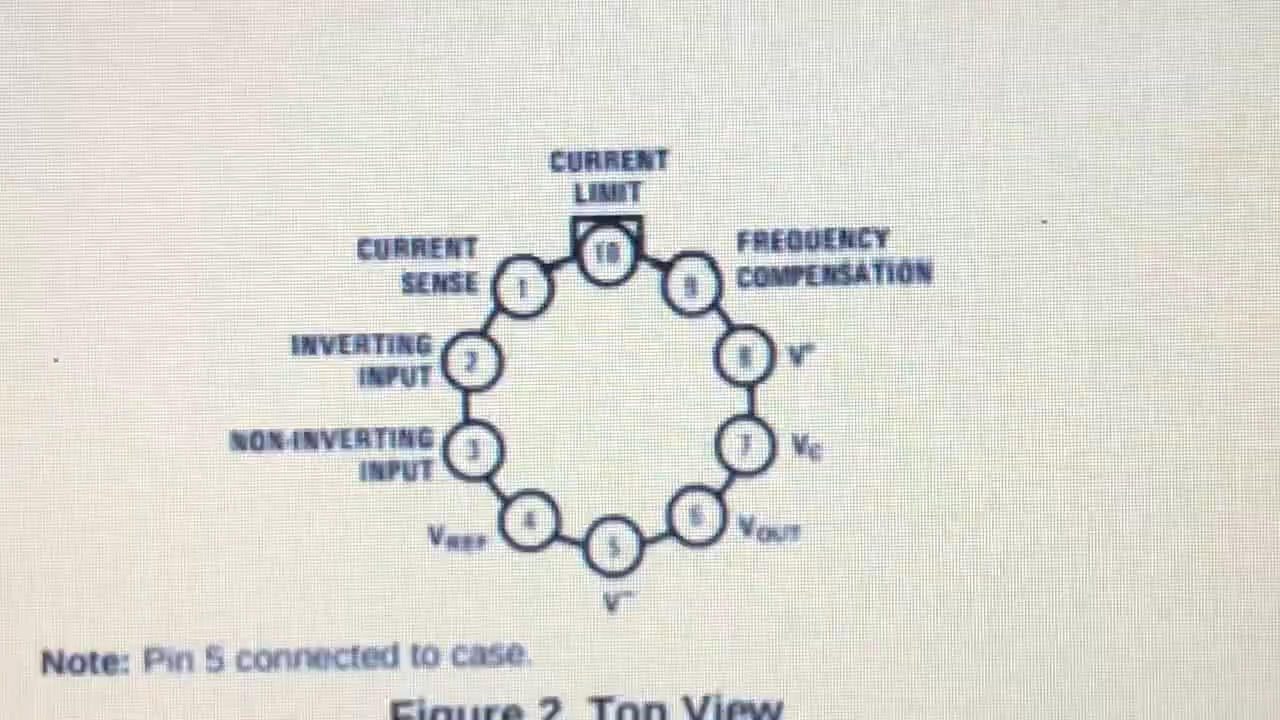 CURRENT
LIMIT
CURRENT
SENSE
FREQUENCY
COMPENSATION
10
1
9
INVERTING
INPUT
2
8
V+
NON-INVERTING
INPUT
3
7
VC
VREF
4
6
VOUT
5
V−
Note: Pin 5 connected to case.
Figure 2. Top View